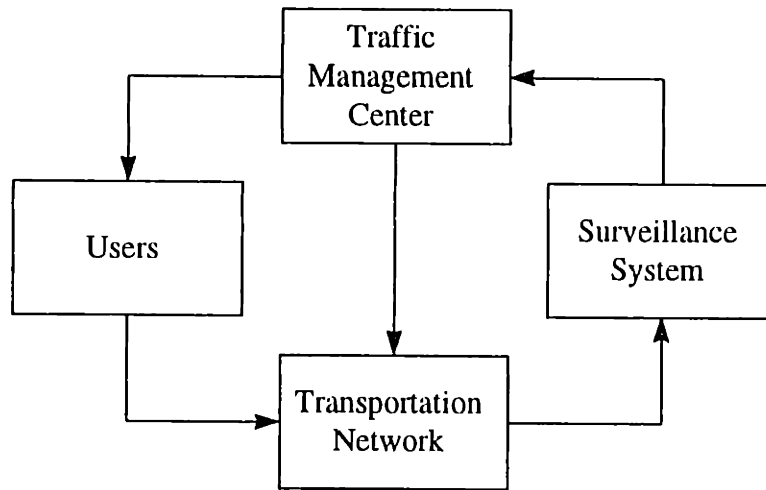 Traffic
Management
Center
Users
Surveillance
System
Transportation
Network